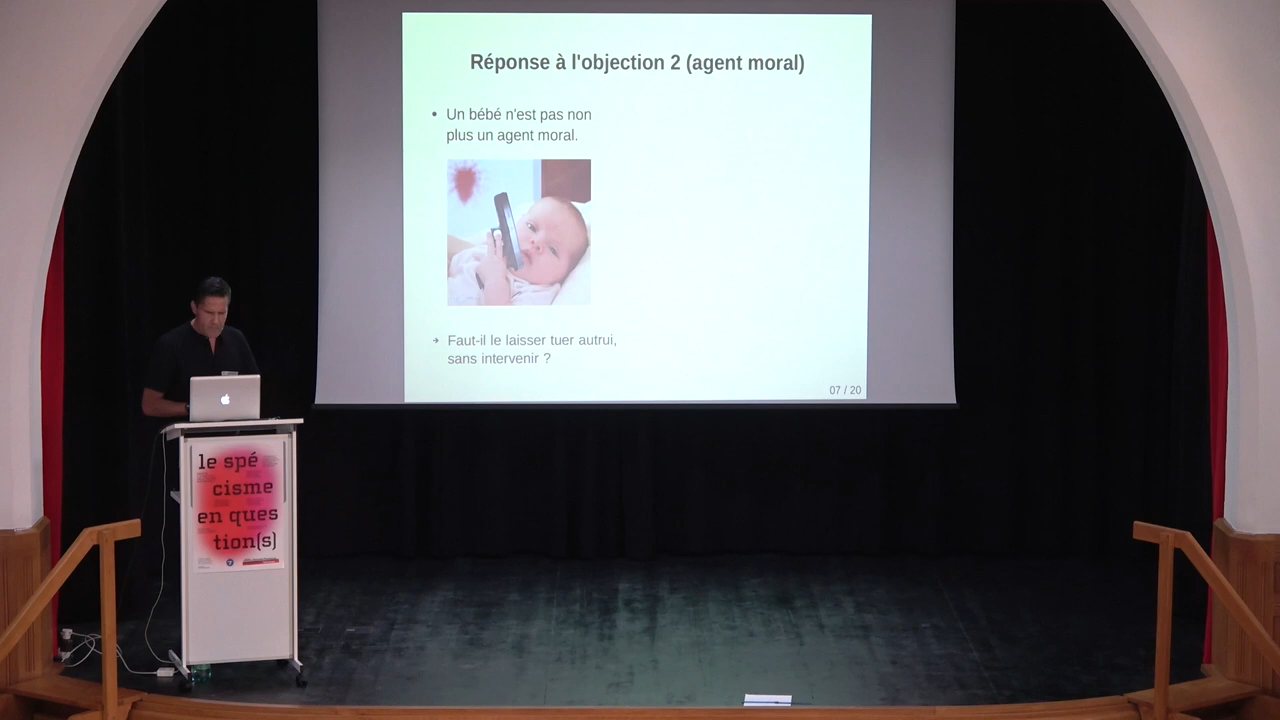 Réponse à l'objection 2 (agent moral)
• Un bébé n'est pas non
plus un agent moral.
➔ Faut-il le laisser tuer autrui,
sans intervenir ?
07 / 20
le spé
cisme
en ques
tion(s)